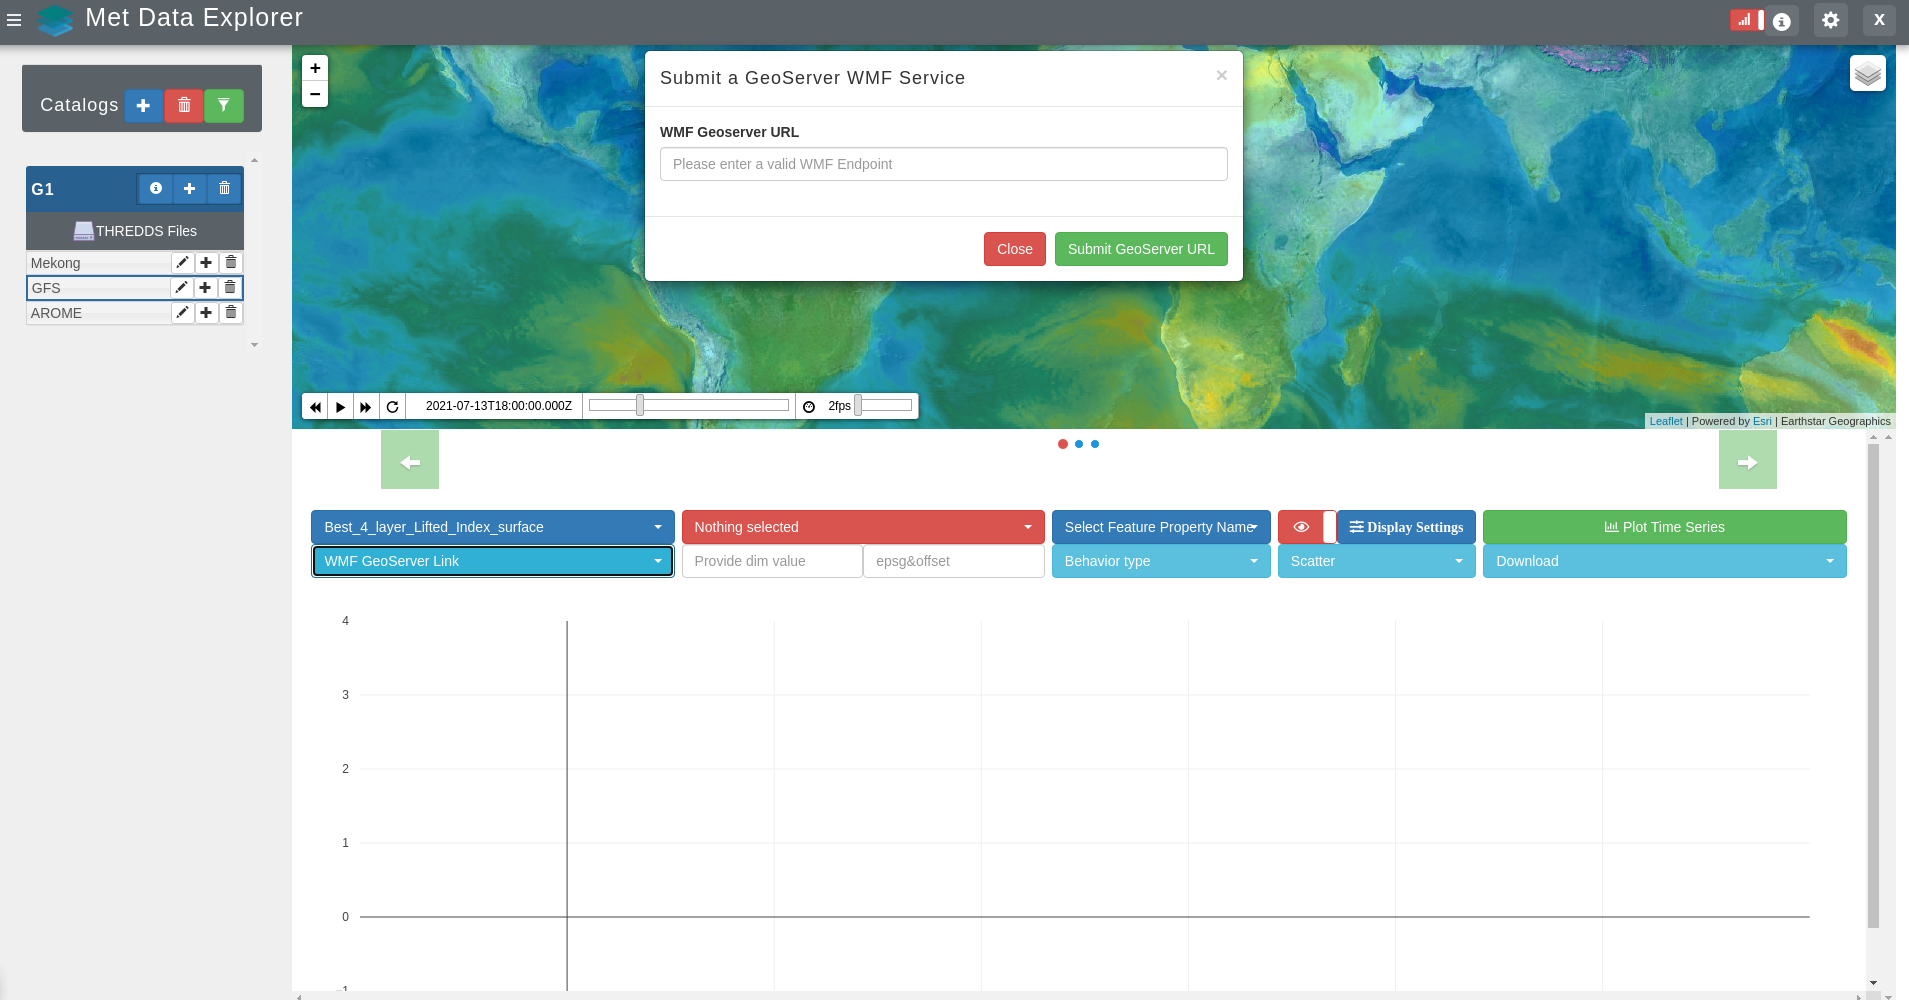 Met Data Explorer
X
Catalogs
G1
THREDDS Files
Mekong
GFS
AROME
+
−
Submit a GeoServer WMF Service
×
WMF Geoserver URL
Please enter a valid WMF Endpoint
Close
Submit GeoServer URL
2021-07-13T18:00:00.000Z
2fps
Leaflet | Powered by Esri | Earthstar Geographics
Best_4_layer_Lifted_Index_surface
Nothing selected
Select Feature Property Name
Display Settings
Plot Time Series
WMF GeoServer Link
Provide dim value
epsg&offset
Behavior type
Scatter
Download
4
3
2
1
0
−1